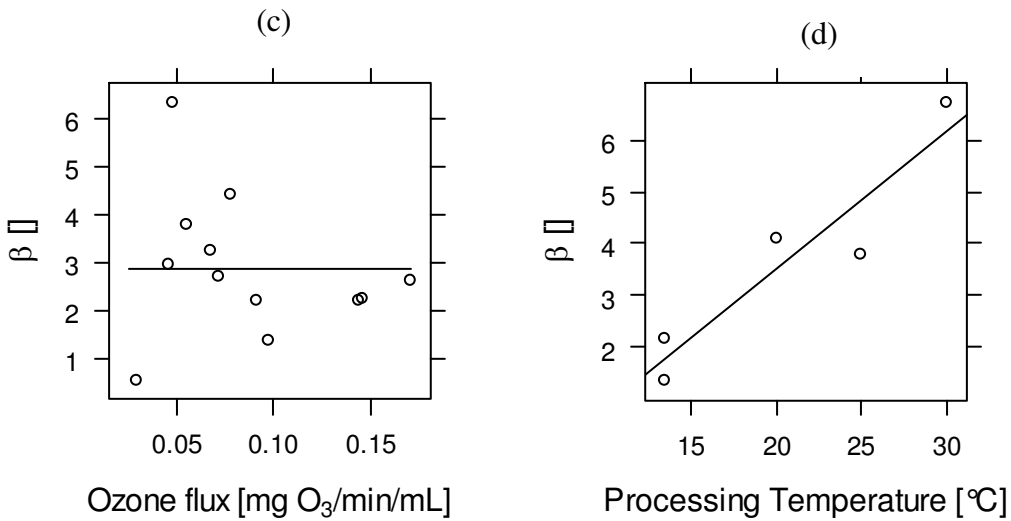 (c)
6
5
4
3
2
1
β []
0.05 0.10 0.15
Ozone flux [mg O₃/min/mL]
(d)
6
5
4
3
2
β []
15 20 25 30
Processing Temperature [°C]